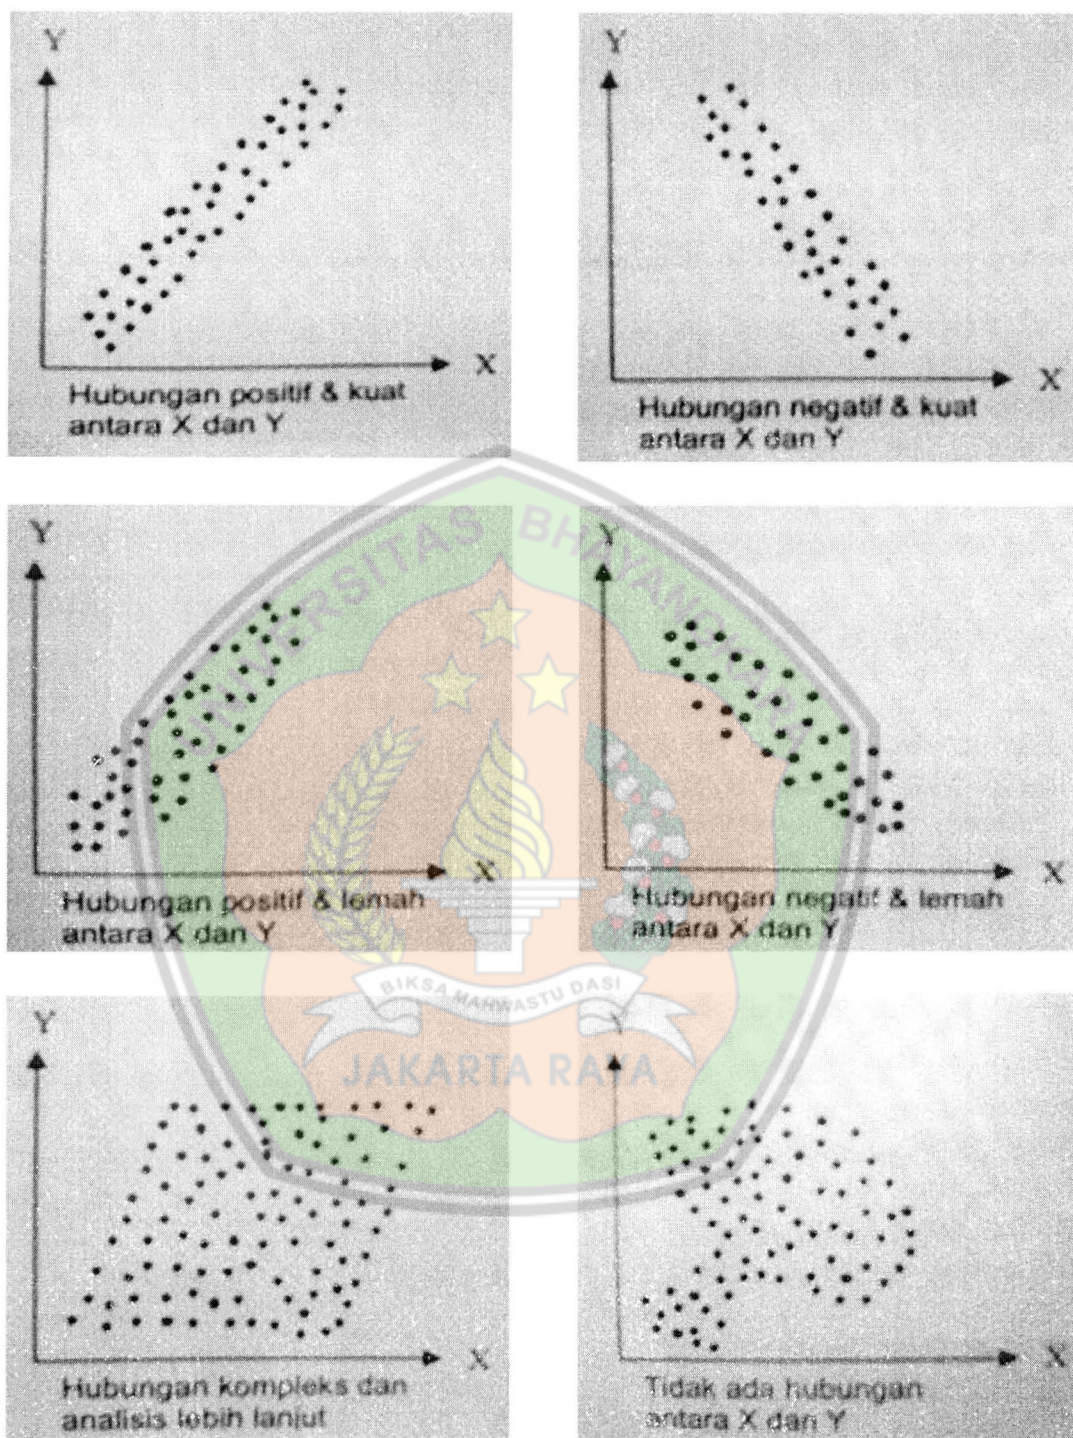 Y
Y
X
X
Hubungan positif & kuat
antara X dan Y
Hubungan negatif & kuat
antara X dan Y
UNIVERSITAS BHAYANGKARA
Y
Y
X
X
Hubungan positif & lemah
antara X dan Y
Hubungan negatif & lemah
antara X dan Y
BIKSA MAHWASTU DASI
JAKARTA RAYA
Y
Y
X
X
Hubungan kompleks dan
analisis lebih lanjut
Tidak ada hubungan
antara X dan Y